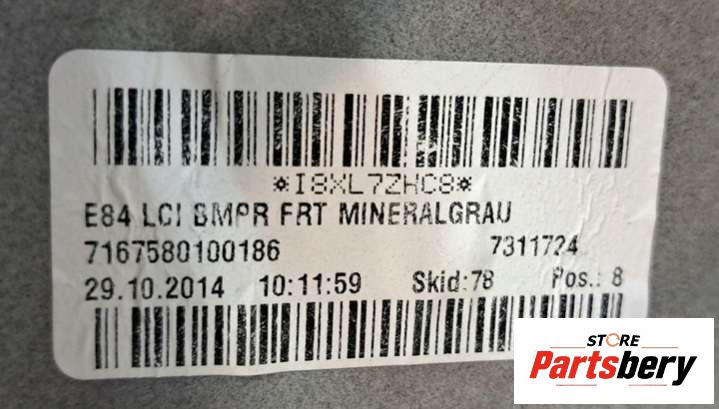 *I8XL7ZHC8*
E84 LCI BMPR FRT MINERALGRAU
7167580100186 7311724
29.10.2014 10:11:59 Skid:78 Pos.: 8
STORE
Partsbery